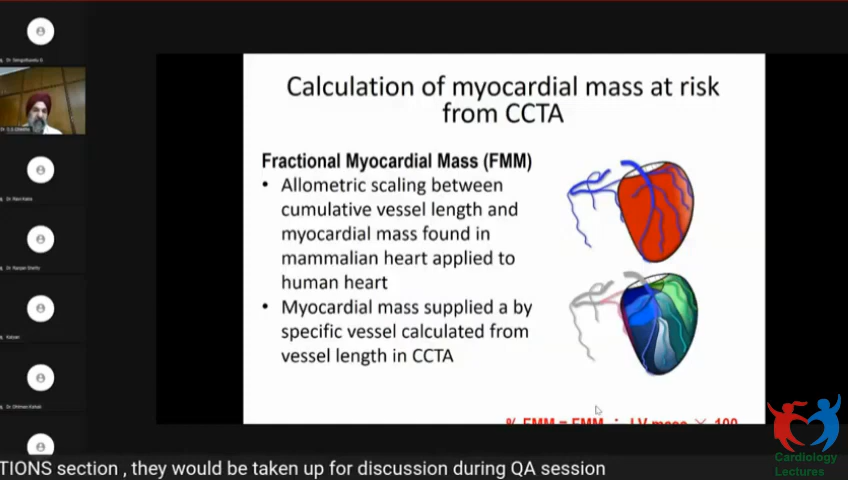 Calculation of myocardial mass at risk
from CCTA
Fractional Myocardial Mass (FMM)
• Allometric scaling between
cumulative vessel length and
myocardial mass found in
mammalian heart applied to
human heart
• Myocardial mass supplied a by
specific vessel calculated from
vessel length in CCTA
% FMM = FMM ÷ LV mass × 100
Cardiology
Lectures
TIONS section , they would be taken up for discussion during QA session